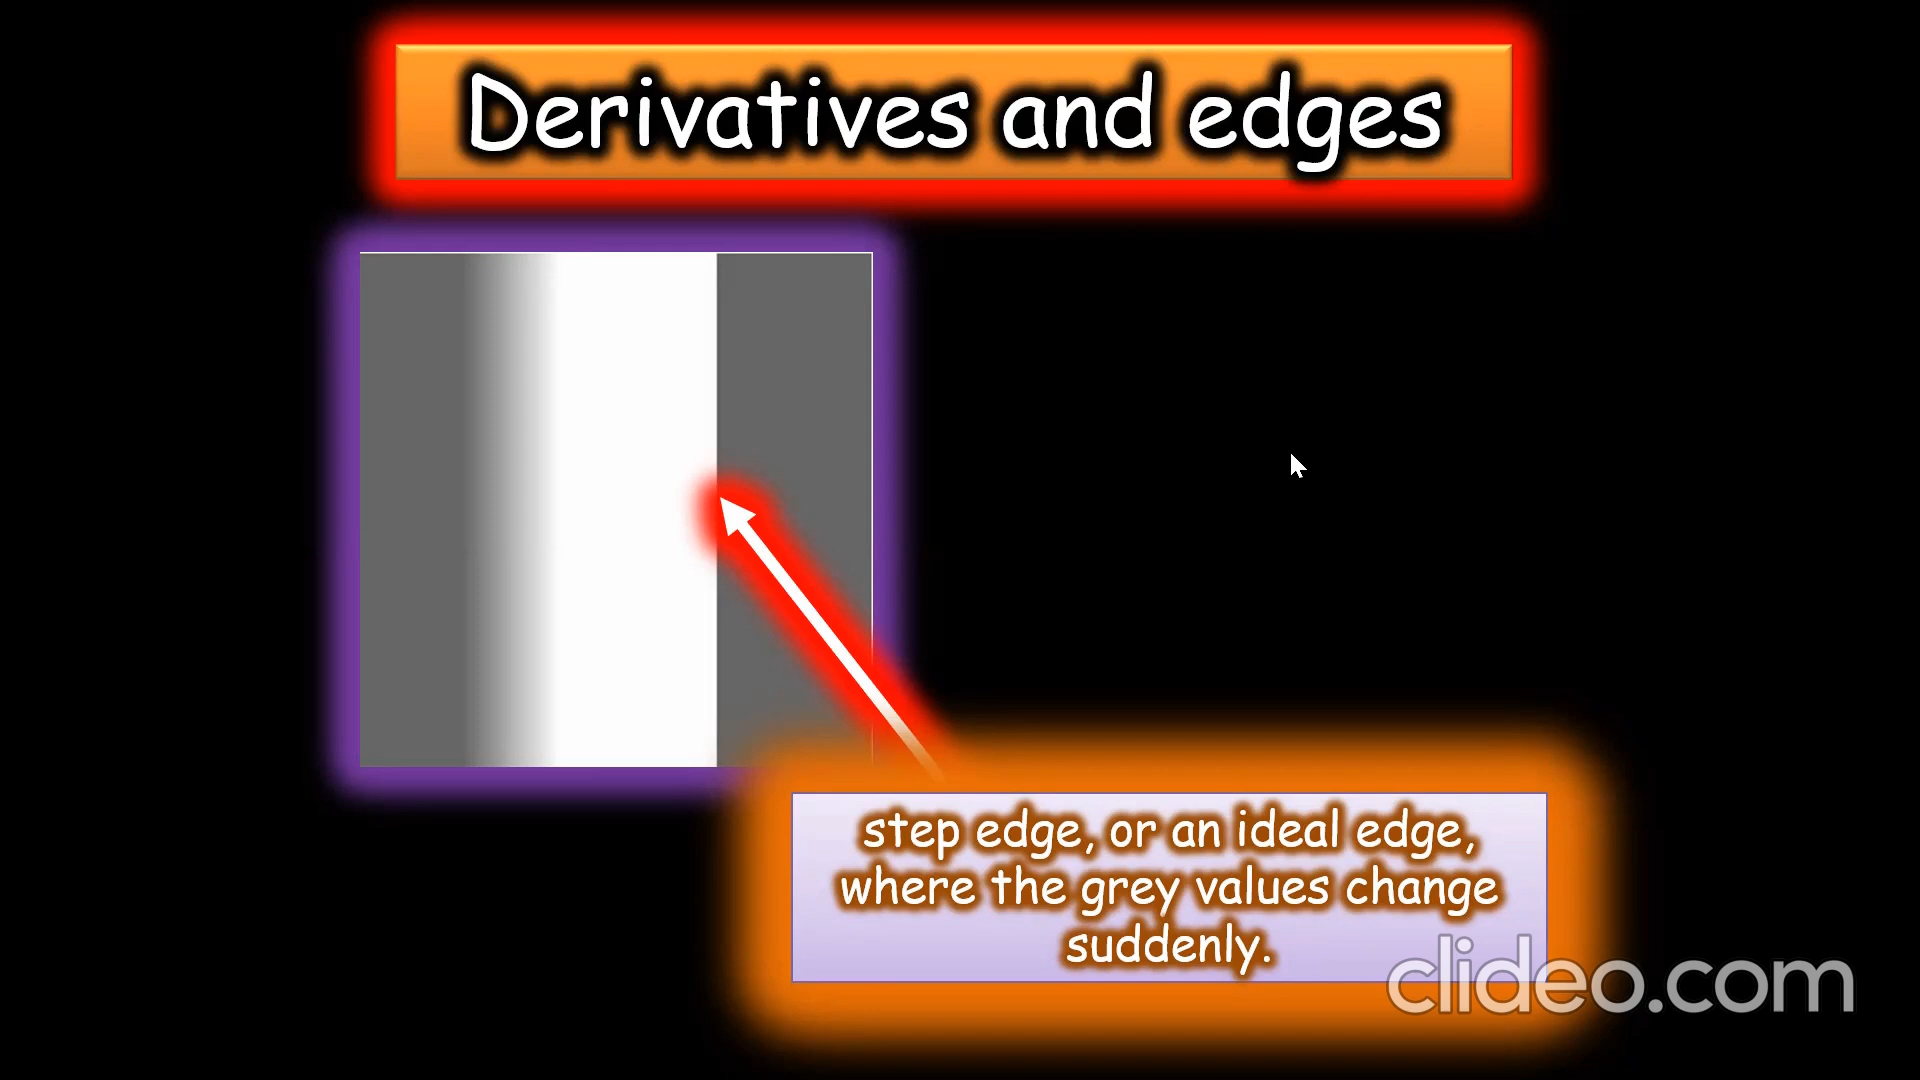 Derivatives and edges
step edge, or an ideal edge,
where the grey values change
suddenly.
clideo.com